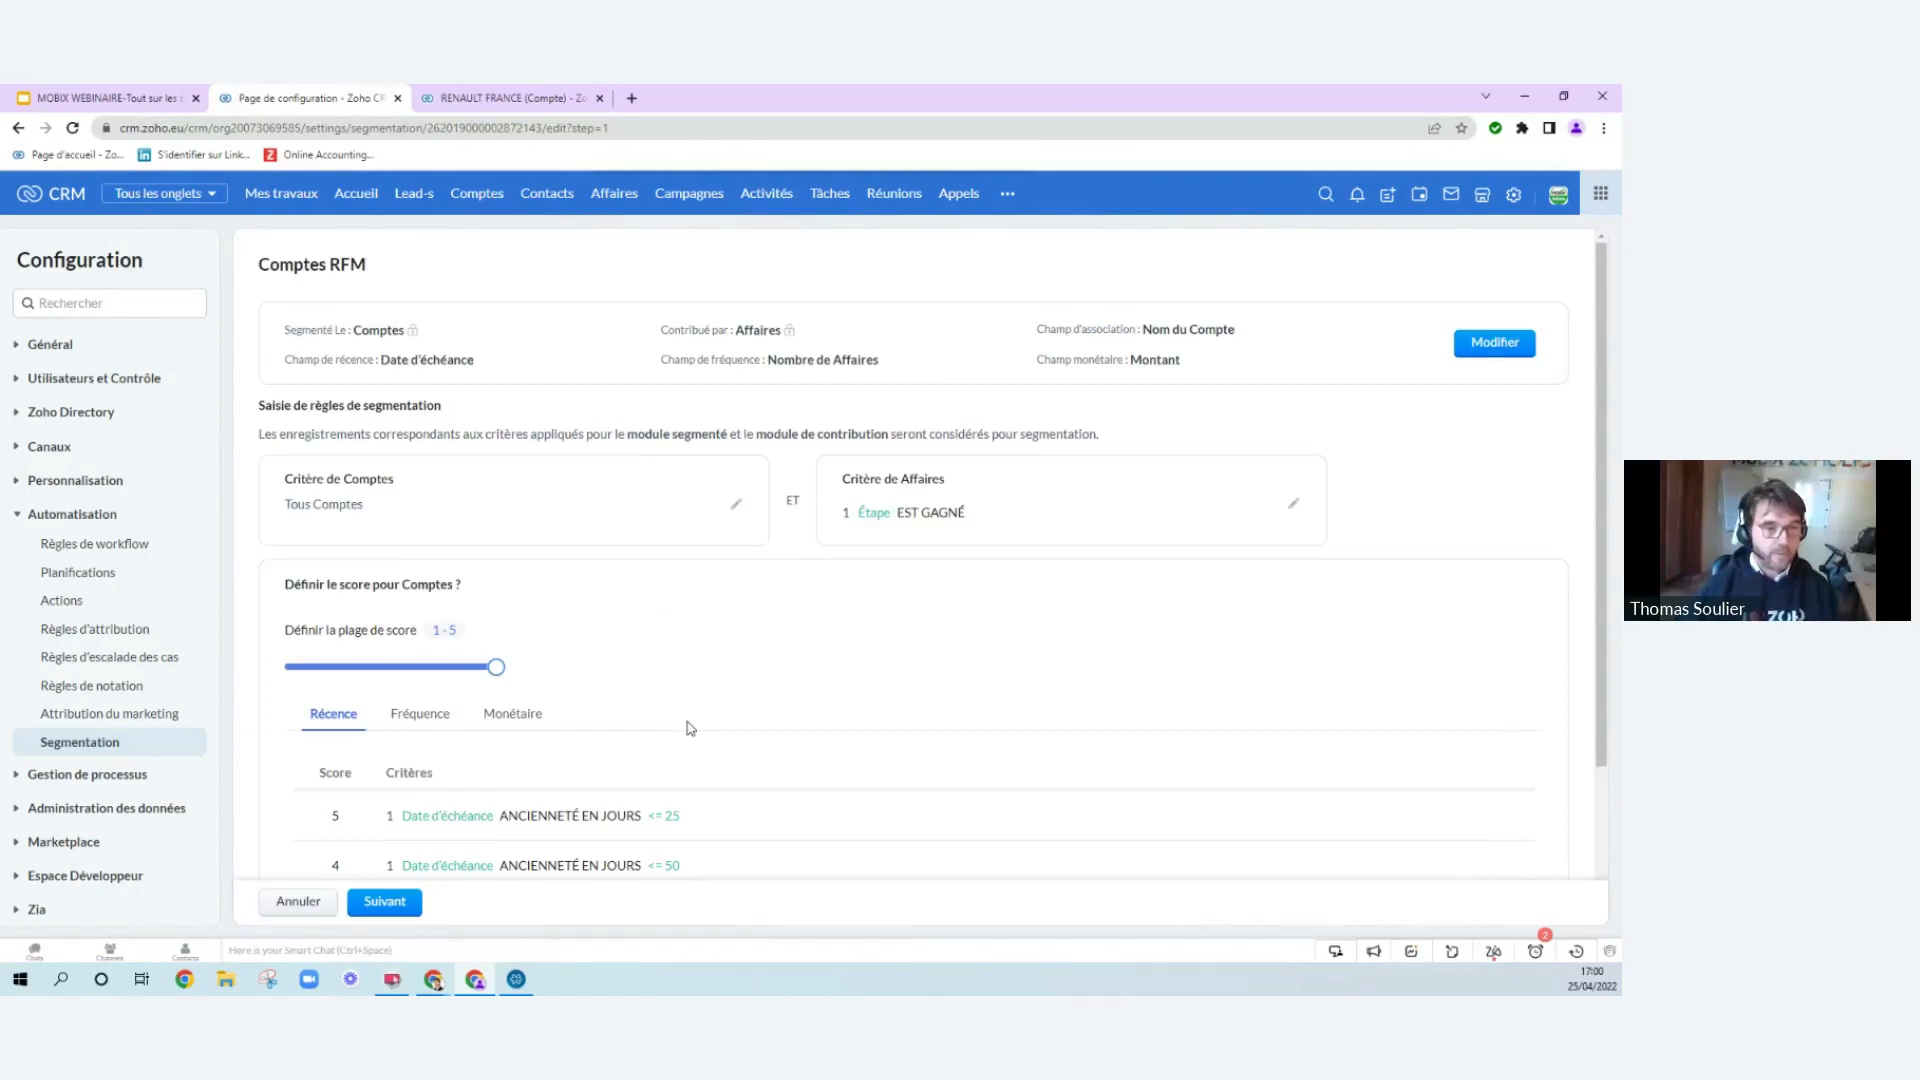 MOBIX WEBINAIRE-Tout sur les
Page de configuration - Zoho CR
RENAULT FRANCE (Compte) - Zo
crm.zoho.eu/crm/org20073069585/settings/segmentation/262019000002872143/edit?step=1
Page d'accueil - Zo...
S'identifier sur Link...
Online Accounting...
CRM
Tous les onglets
Mes travaux
Accueil
Lead-s
Comptes
Contacts
Affaires
Campagnes
Activités
Tâches
Réunions
Appels
Configuration
Rechercher
Général
Utilisateurs et Contrôle
Zoho Directory
Canaux
Personnalisation
Automatisation
Règles de workflow
Planifications
Actions
Règles d'attribution
Règles d'escalade des cas
Règles de notation
Attribution du marketing
Segmentation
Gestion de processus
Administration des données
Marketplace
Espace Développeur
Zia
Comptes RFM
Segmenté Le : Comptes
Contribué par : Affaires
Champ d'association : Nom du Compte
Champ de récence : Date d'échéance
Champ de fréquence : Nombre de Affaires
Champ monétaire : Montant
Modifier
Saisie de règles de segmentation
Les enregistrements correspondants aux critères appliqués pour le module segmenté et le module de contribution seront considérés pour segmentation.
Critère de Comptes
Tous Comptes
ET
Critère de Affaires
1 Étape EST GAGNÉ
Définir le score pour Comptes ?
Définir la plage de score 1 - 5
Récence
Fréquence
Monétaire
Score Critères
5 1 Date d'échéance ANCIENNETÉ EN JOURS <= 25
4 1 Date d'échéance ANCIENNETÉ EN JOURS <= 50
Annuler
Suivant
Chats
Channels
Contacts
Here is your Smart Chat (Ctrl+Space)
2
17:00
25/04/2022
Thomas Soulier